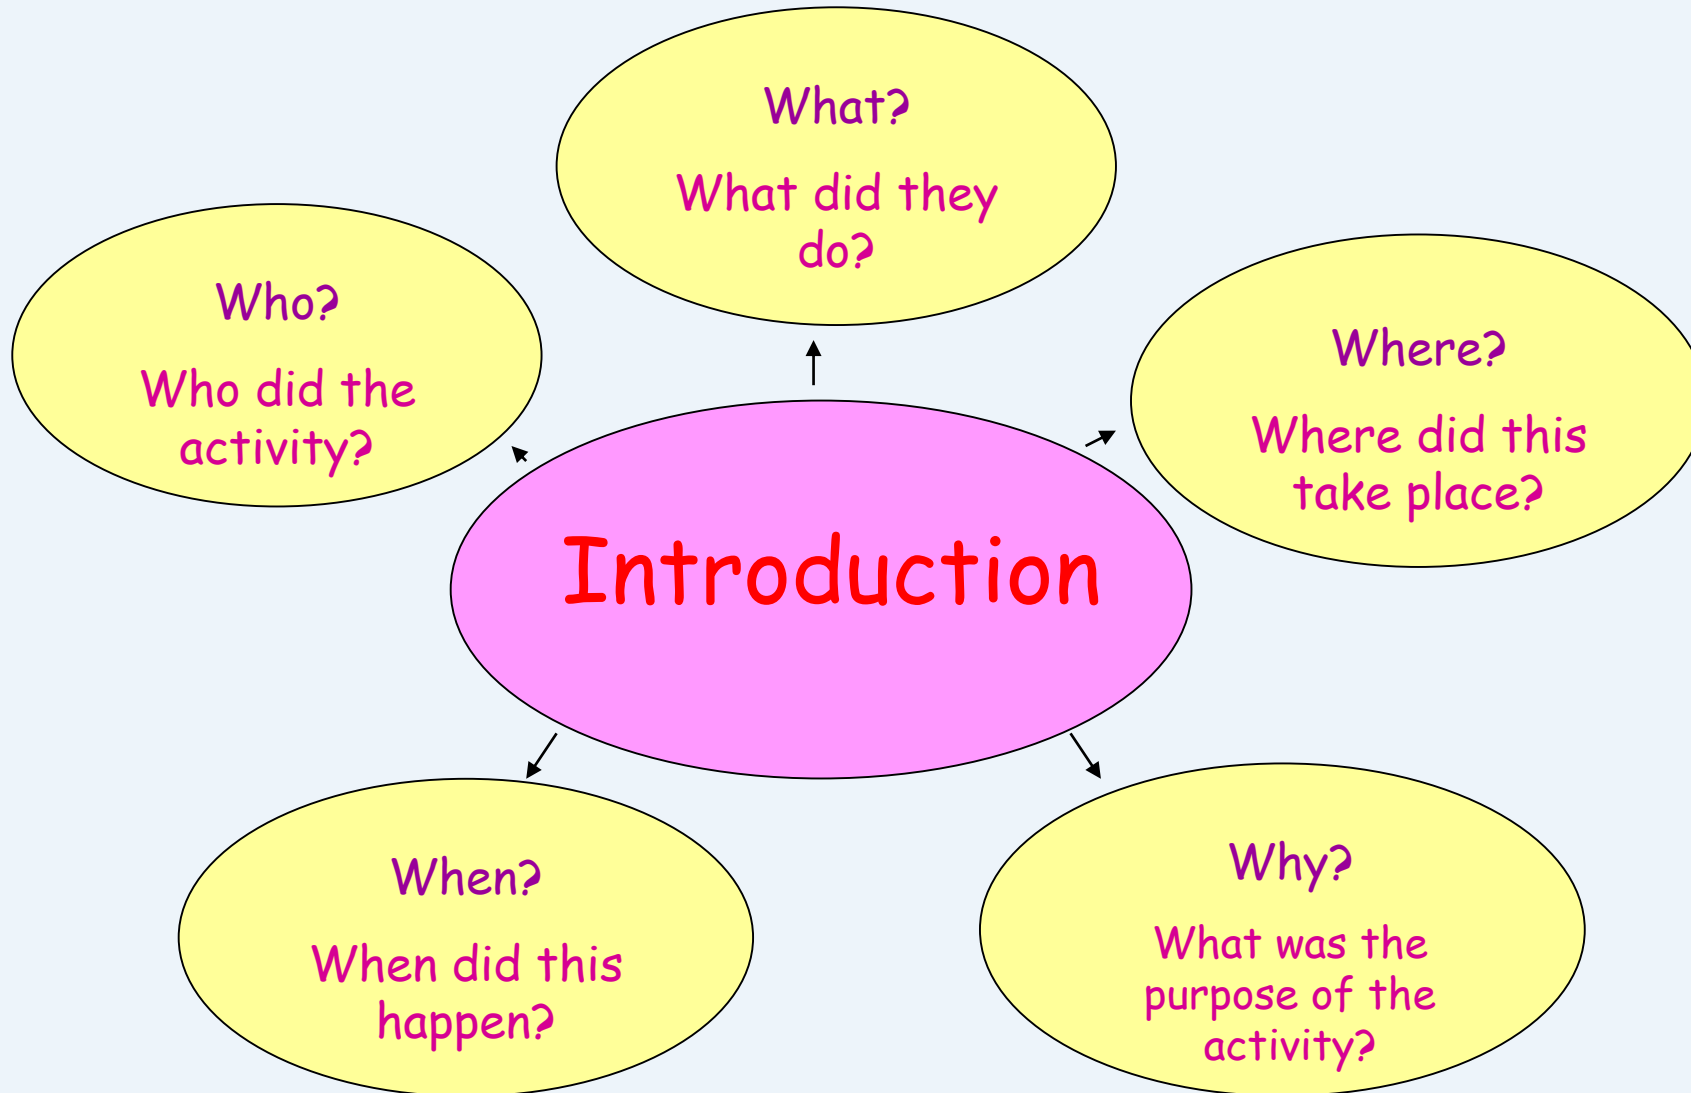 What?
What did they
do?
Who?
Who did the
activity?
Where?
Where did this
take place?
Introduction
When?
When did this
happen?
Why?
What was the
purpose of the
activity?